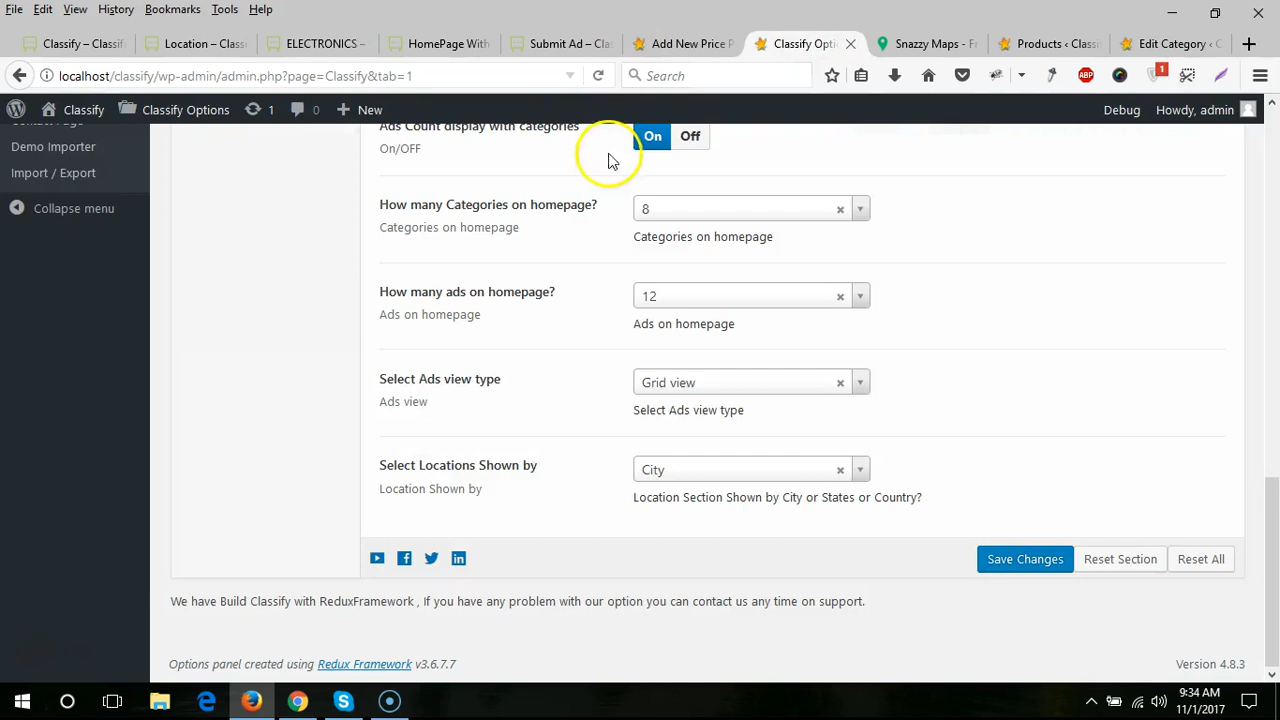 File Edit View History Bookmarks Tools Help
Classify – Classif
Location – Classi
ELECTRONICS –
HomePage With
Submit Ad – Clas
Add New Price P
Classify Opti
Snazzy Maps - Fr
Products ‹ Classi
Edit Category ‹ C
localhost/classify/wp-admin/admin.php?page=Classify&tab=1
Search
1
Classify
Classify Options
1
0
New
Debug
Howdy, admin
Demo Importer
Import / Export
Collapse menu
Ads Count display with categories
On/OFF
On Off
How many Categories on homepage?
Categories on homepage
8
Categories on homepage
How many ads on homepage?
Ads on homepage
12
Ads on homepage
Select Ads view type
Ads view
Grid view
Select Ads view type
Select Locations Shown by
Location Shown by
City
Location Section Shown by City or States or Country?
Save Changes Reset Section Reset All
We have Build Classify with ReduxFramework , If you have any problem with our option you can contact us any time on support.
Options panel created using Redux Framework v3.6.7.7
Version 4.8.3
9:34 AM
11/1/2017